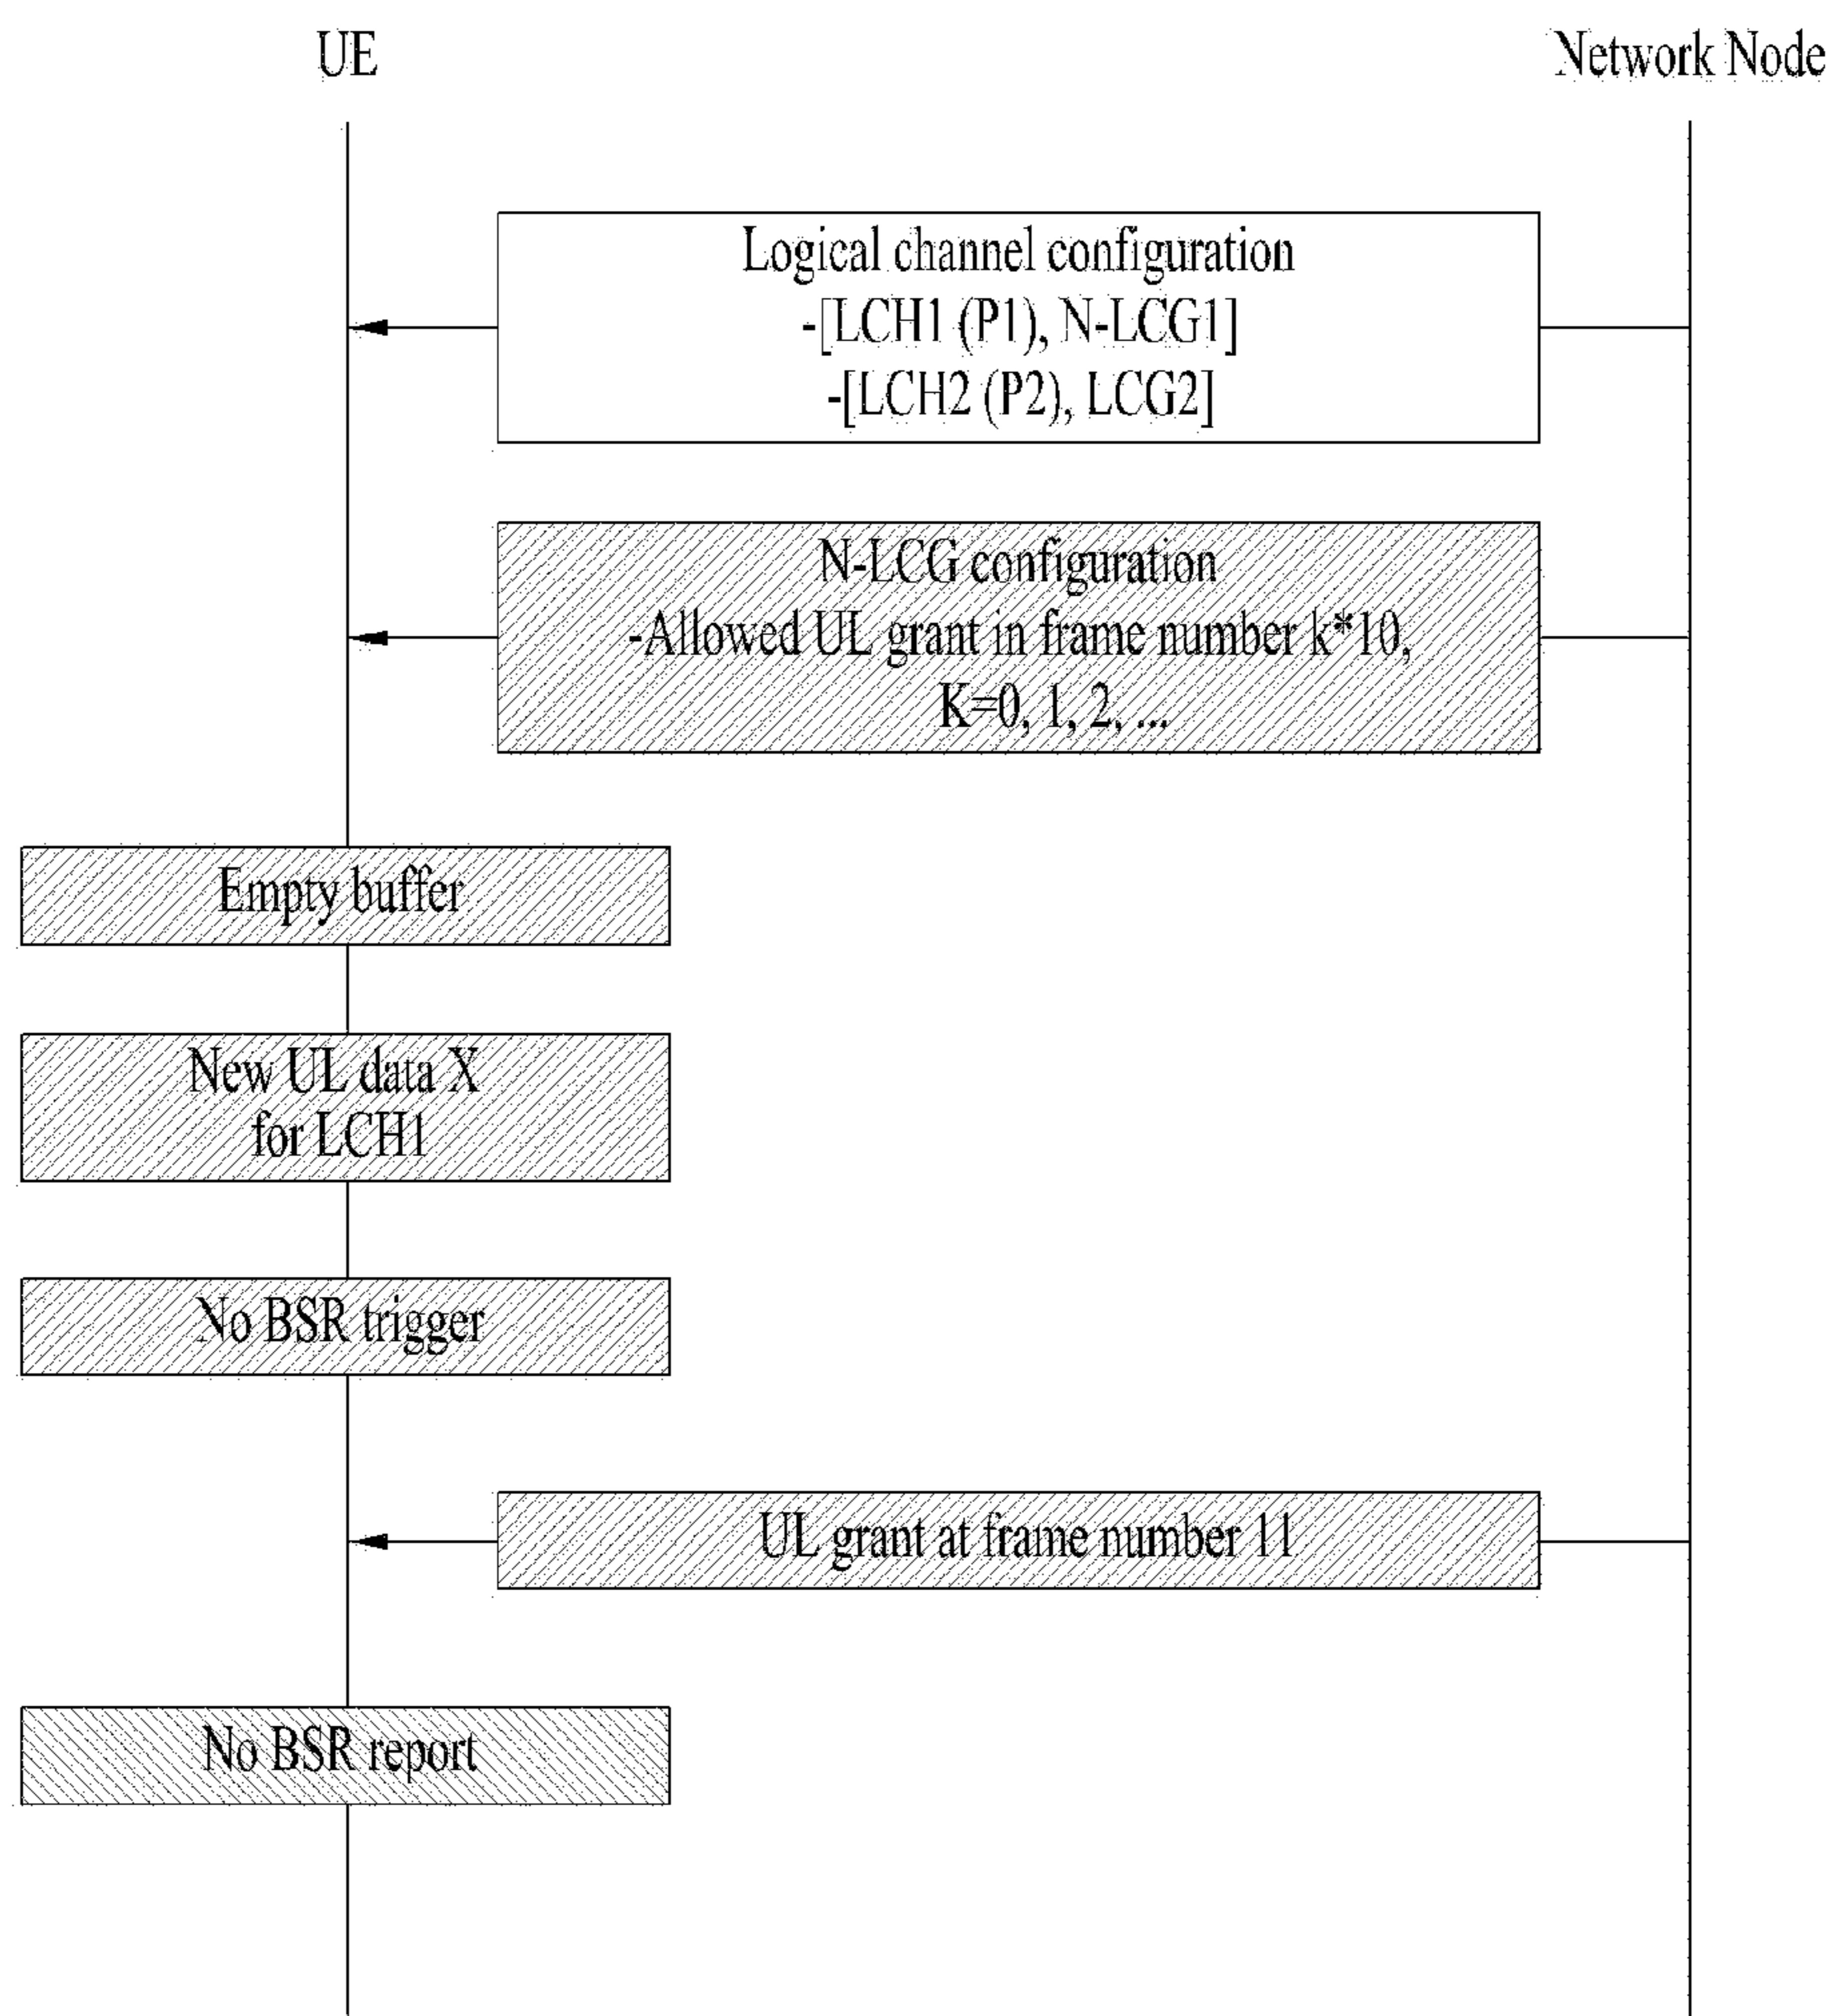 UE
Network Node
Logical channel configuration
-[LCH1 (P1), N-LCG1]
-[LCH2 (P2), LCG2]
N-LCG configuration
-Allowed UL grant in frame number k*10,
K=0, 1, 2, ...
Empty buffer
New UL data X
for LCH1
No BSR trigger
UL grant at frame number 11
No BSR report